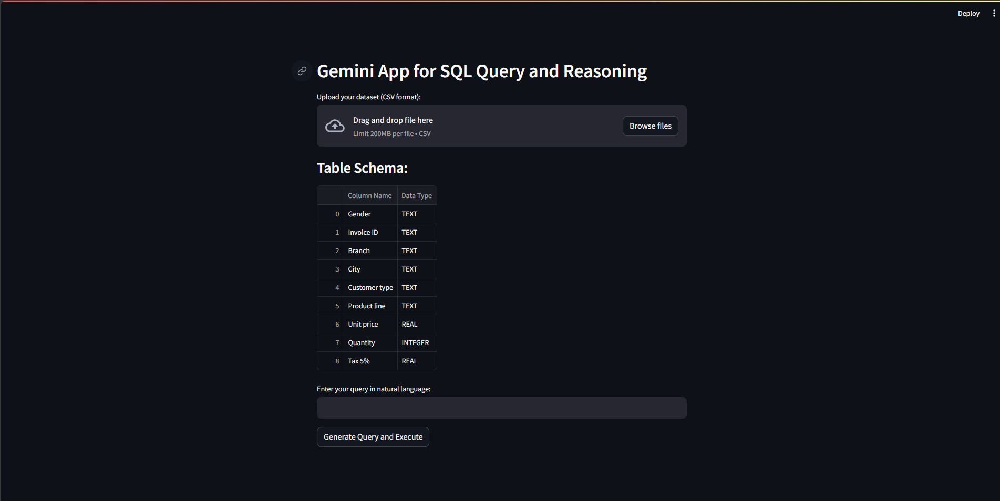 Deploy
Gemini App for SQL Query and Reasoning
Upload your dataset (CSV format):
Drag and drop file here
Limit 200MB per file • CSV
Browse files
Table Schema:
Column Name Data Type
0 Gender TEXT
1 Invoice ID TEXT
2 Branch TEXT
3 City TEXT
4 Customer type TEXT
5 Product line TEXT
6 Unit price REAL
7 Quantity INTEGER
8 Tax 5% REAL
Enter your query in natural language:
Generate Query and Execute